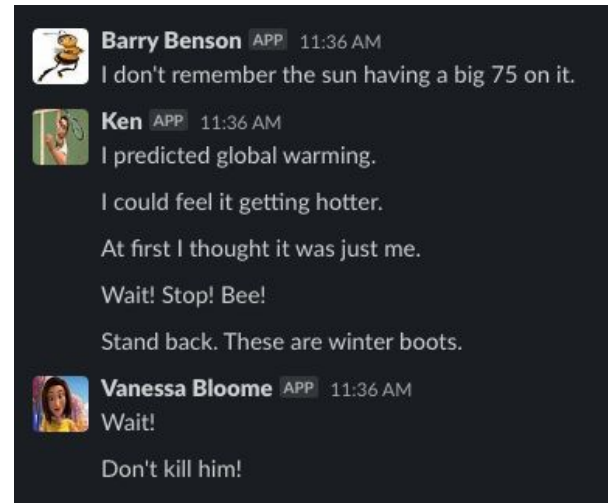 Barry Benson APP 11:36 AM
I don't remember the sun having a big 75 on it.
Ken APP 11:36 AM
I predicted global warming.
I could feel it getting hotter.
At first I thought it was just me.
Wait! Stop! Bee!
Stand back. These are winter boots.
Vanessa Bloome APP 11:36 AM
Wait!
Don't kill him!